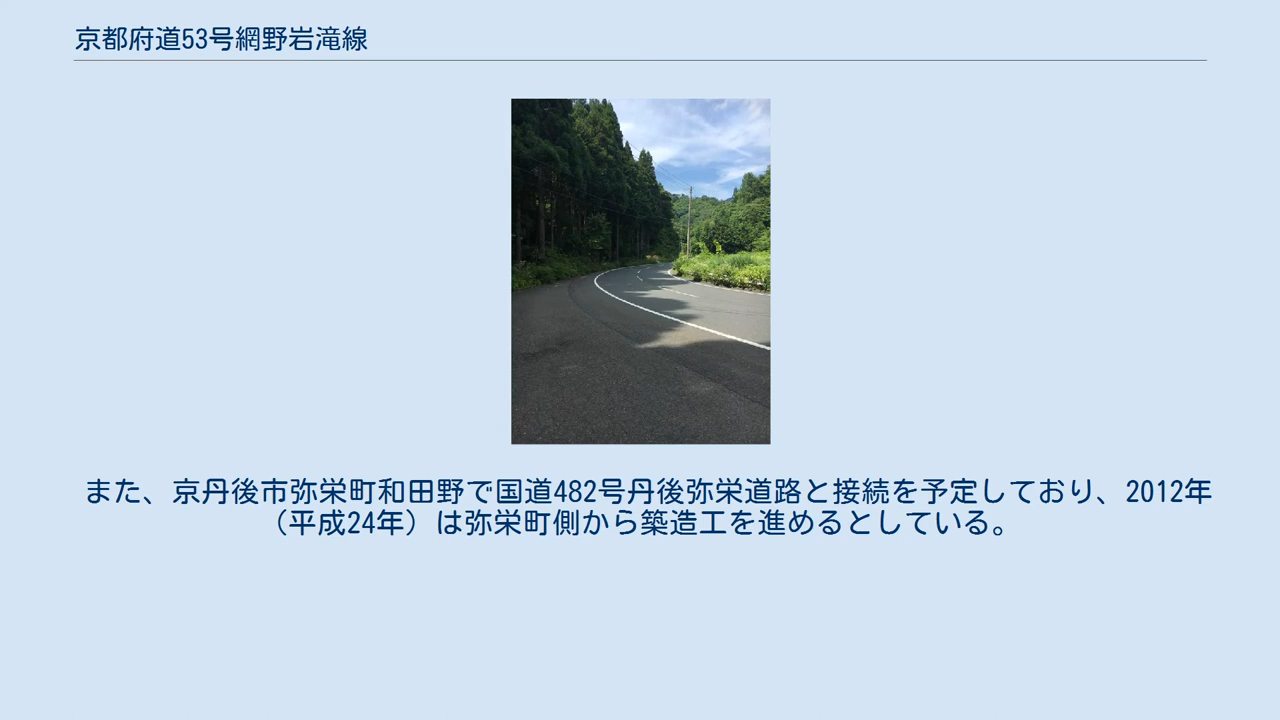 京都府道53号網野岩滝線
また、京丹後市弥栄町和田野で国道482号丹後弥栄道路と接続を予定しており、2012年
（平成24年）は弥栄町側から築造工を進めるとしている。